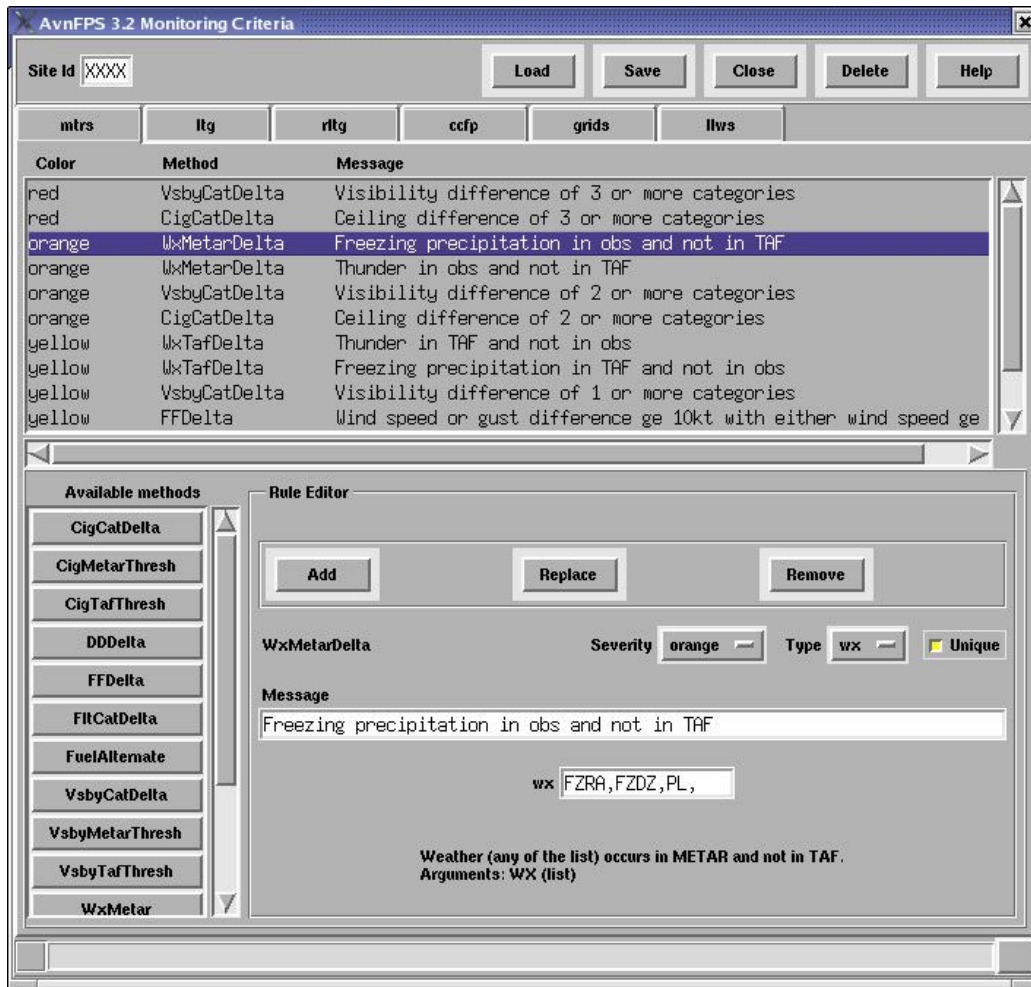 AvnFPS 3.2 Monitoring Criteria
Site Id XXXX Load Save Close Delete Help
mtrs ltg rltg ccfp grids llws
Color Method Message
red VsbyCatDelta Visibility difference of 3 or more categories
red CigCatDelta Ceiling difference of 3 or more categories
orange WxMetarDelta Freezing precipitation in obs and not in TAF
orange WxMetarDelta Thunder in obs and not in TAF
orange VsbyCatDelta Visibility difference of 2 or more categories
orange CigCatDelta Ceiling difference of 2 or more categories
yellow WxTafDelta Thunder in TAF and not in obs
yellow WxTafDelta Freezing precipitation in TAF and not in obs
yellow VsbyCatDelta Visibility difference of 1 or more categories
yellow FFDelta Wind speed or gust difference ge 10kt with either wind speed ge
Available methods
CigCatDelta
CigMetarThresh
CigTafThresh
DDDelta
FFDelta
FltCatDelta
FuelAlternate
VsbyCatDelta
VsbyMetarThresh
VsbyTafThresh
WxMetar
Rule Editor
Add Replace Remove
WxMetarDelta Severity orange Type wx Unique
Message
Freezing precipitation in obs and not in TAF
wx FZRA,FZDZ,PL,
Weather (any of the list) occurs in METAR and not in TAF.
Arguments: WX (list)